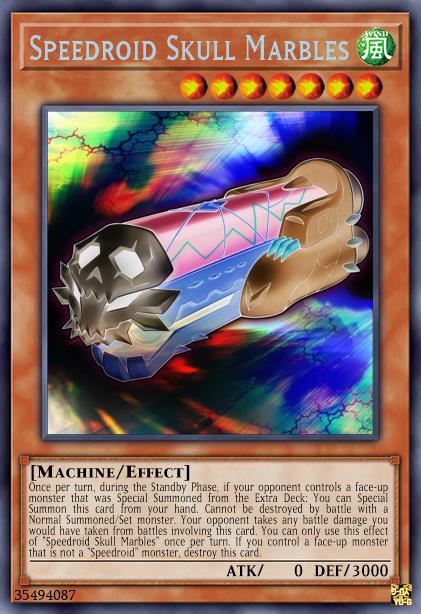 SPEEDROID SKULL MARBLES
WIND
風
[MACHINE/EFFECT]
Once per turn, during the Standby Phase, if your opponent controls a face-up
monster that was Special Summoned from the Extra Deck: You can Special
Summon this card from your hand. Cannot be destroyed by battle with a
Normal Summoned/Set monster. Your opponent takes any battle damage you
would have taken from battles involving this card. You can only use this effect
of "Speedroid Skull Marbles" once per turn. If you control a face-up monster
that is not a "Speedroid" monster, destroy this card.
ATK/ 0 DEF/3000
35494087